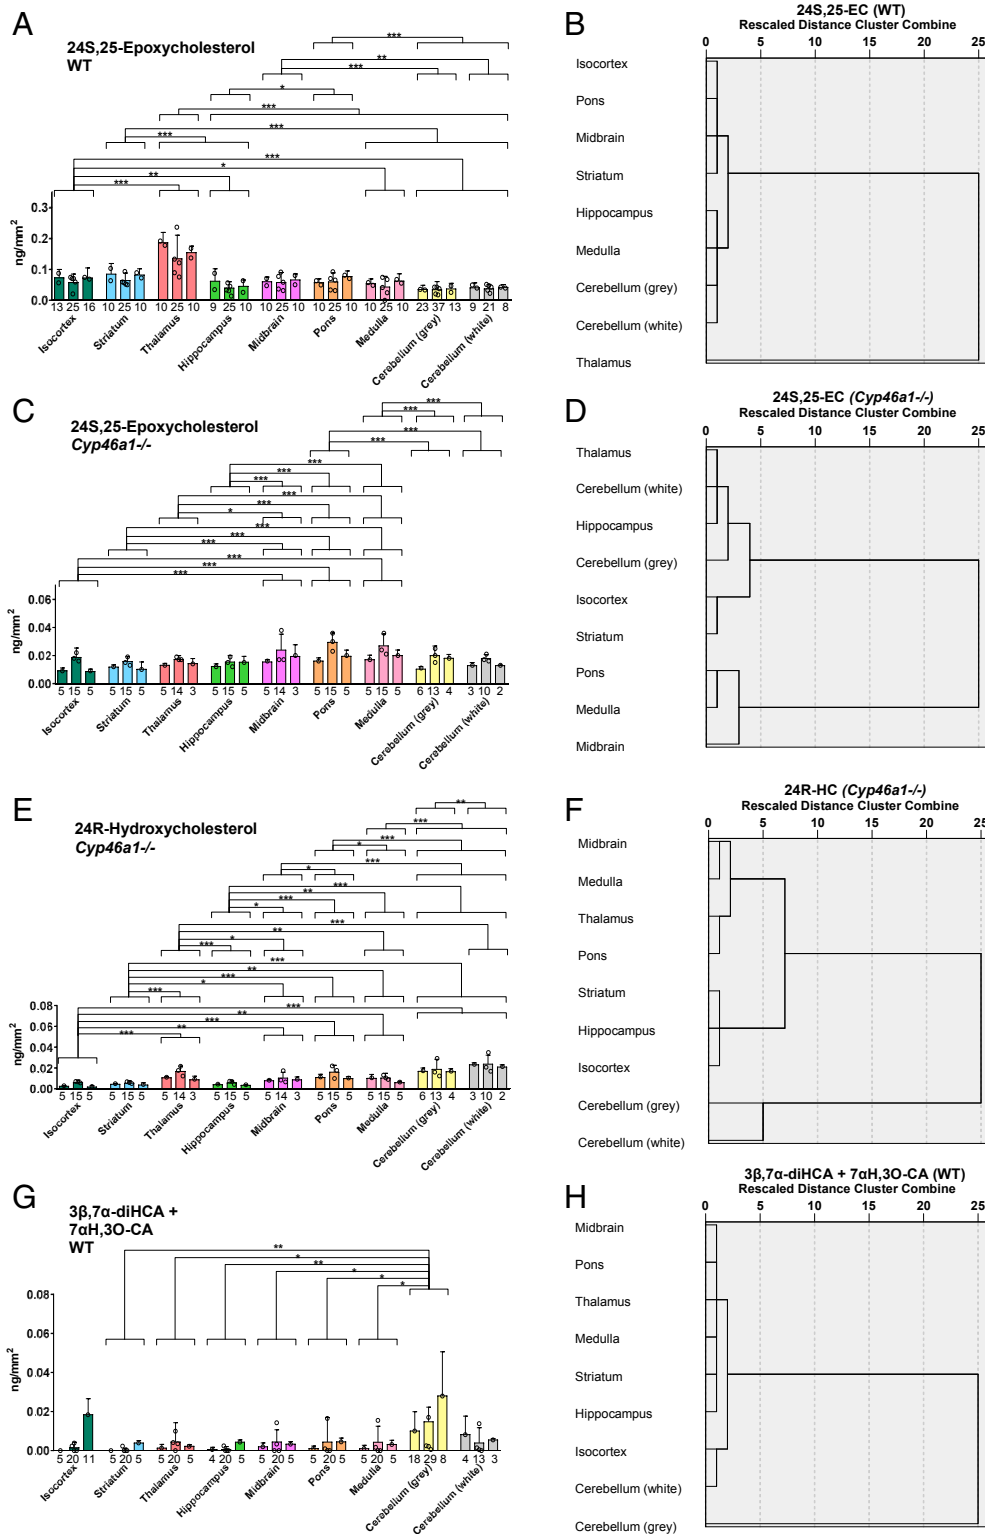 A
24S,25-Epoxycholesterol
WT
***
**
***
*
***
***
***
***
*
**
***
ng/mm²
0.3
0.2
0.1
0.0
13 25 16 10 25 10 10 25 10 9 25 10 10 25 10 10 25 10 10 25 10 23 37 13 9 21 8
Isocortex
Striatum
Thalamus
Hippocampus
Midbrain
Pons
Medulla
Cerebellum (grey)
Cerebellum (white)
B
24S,25-EC (WT)
Rescaled Distance Cluster Combine
0 5 10 15 20 25
Isocortex
Pons
Midbrain
Striatum
Hippocampus
Medulla
Cerebellum (grey)
Cerebellum (white)
Thalamus
C
24S,25-Epoxycholesterol
Cyp46a1-/-
***
***
***
***
***
***
***
***
***
*
***
***
***
***
***
***
ng/mm²
0.06
0.04
0.02
0.00
5 15 5 5 15 5 5 14 3 5 15 5 5 14 3 5 15 5 5 15 5 6 13 4 3 10 2
Isocortex
Striatum
Thalamus
Hippocampus
Midbrain
Pons
Medulla
Cerebellum (grey)
Cerebellum (white)
D
24S,25-EC (Cyp46a1-/-)
Rescaled Distance Cluster Combine
0 5 10 15 20 25
Thalamus
Cerebellum (white)
Hippocampus
Cerebellum (grey)
Isocortex
Striatum
Pons
Medulla
Midbrain
E
24R-Hydroxycholesterol
Cyp46a1-/-
**
***
***
*
***
*
***
**
***
*
***
**
*
***
***
**
***
*
***
***
**
***
**
***
ng/mm²
0.08
0.06
0.04
0.02
0.00
5 15 5 5 15 5 5 14 3 5 15 5 5 14 3 5 15 5 5 15 5 6 13 4 3 10 2
Isocortex
Striatum
Thalamus
Hippocampus
Midbrain
Pons
Medulla
Cerebellum (grey)
Cerebellum (white)
F
24R-HC (Cyp46a1-/-)
Rescaled Distance Cluster Combine
0 5 10 15 20 25
Midbrain
Medulla
Thalamus
Pons
Striatum
Hippocampus
Isocortex
Cerebellum (grey)
Cerebellum (white)
G
3β,7α-diHCA +
7αH,3O-CA
WT
**
*
**
*
*
*
ng/mm²
0.08
0.06
0.04
0.02
0.00
5 20 11 5 20 5 5 20 5 4 20 5 5 20 5 5 20 5 5 20 5 18 29 8 4 13 3
Isocortex
Striatum
Thalamus
Hippocampus
Midbrain
Pons
Medulla
Cerebellum (grey)
Cerebellum (white)
H
3β,7α-diHCA + 7αH,3O-CA (WT)
Rescaled Distance Cluster Combine
0 5 10 15 20 25
Midbrain
Pons
Thalamus
Medulla
Striatum
Hippocampus
Isocortex
Cerebellum (white)
Cerebellum (grey)